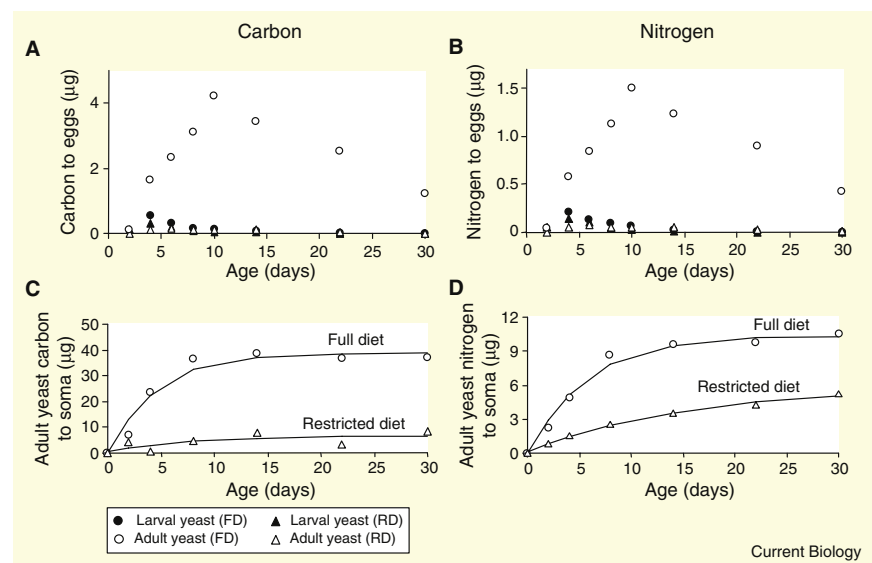 Carbon
Nitrogen
A
B
Carbon to eggs (µg)
4
2
0
0 5 10 15 20 25 30
Age (days)
Nitrogen to eggs (µg)
1.5
1.0
0.5
0
0 5 10 15 20 25 30
Age (days)
C
D
Adult yeast carbon
to soma (µg)
50
40
30
20
10
0
Full diet
Restricted diet
0 5 10 15 20 25 30
Age (days)
Adult yeast nitrogen
to soma (µg)
12
9
6
3
0
Full diet
Restricted diet
0 5 10 15 20 25 30
Age (days)
Larval yeast (FD) Larval yeast (RD)
Adult yeast (FD) Adult yeast (RD)
Current Biology